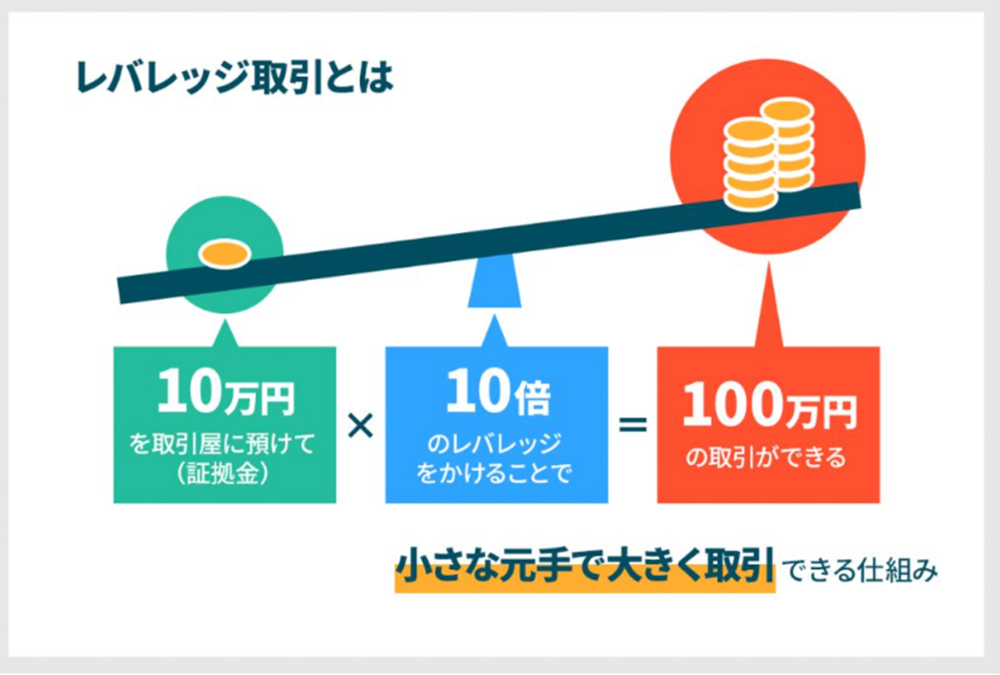 レバレッジ取引とは
10万円
を取引屋に預けて
（証拠金）
×
10倍
のレバレッジ
をかけることで
=
100万円
の取引ができる
小さな元手で大きく取引できる仕組み